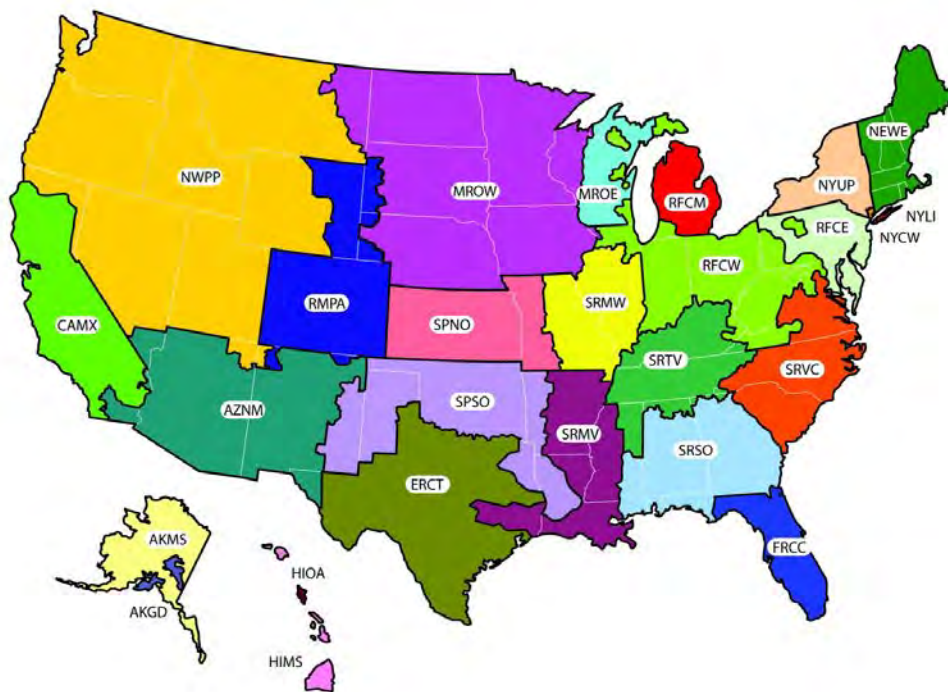 NEWE
NWPP
MROW
MROE
NYUP
RFCM
NYLI
RFCE
NYCW
RFCW
RMPA
SRMW
CAMX
SPNO
SRTV
SRVC
AZNM
SPSO
SRMV
SRSO
ERCT
AKMS
FRCC
HIOA
AKGD
HIMS